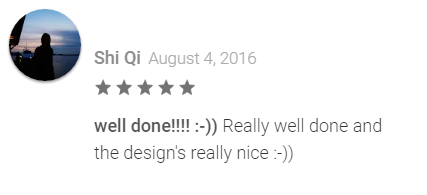 Shi Qi August 4, 2016
well done!!!! :-)) Really well done and
the design's really nice :-))